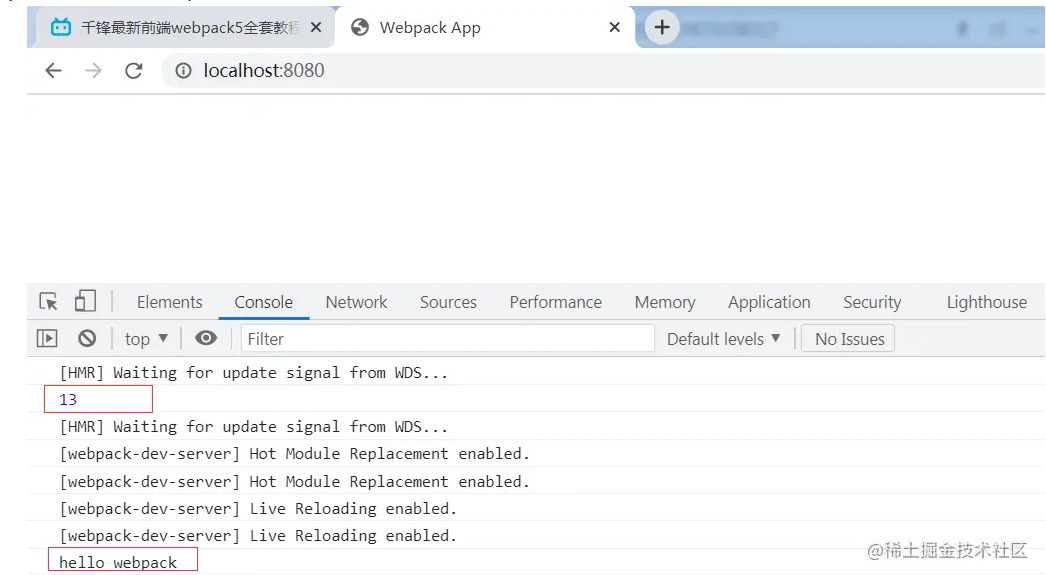 千锋最新前端webpack5全套教程
Webpack App
localhost:8080
Elements Console Network Sources Performance Memory Application Security Lighthouse
top Filter Default levels No Issues
[HMR] Waiting for update signal from WDS...
13
[HMR] Waiting for update signal from WDS...
[webpack-dev-server] Hot Module Replacement enabled.
[webpack-dev-server] Hot Module Replacement enabled.
[webpack-dev-server] Live Reloading enabled.
[webpack-dev-server] Live Reloading enabled.
hello webpack
@稀土掘金技术社区